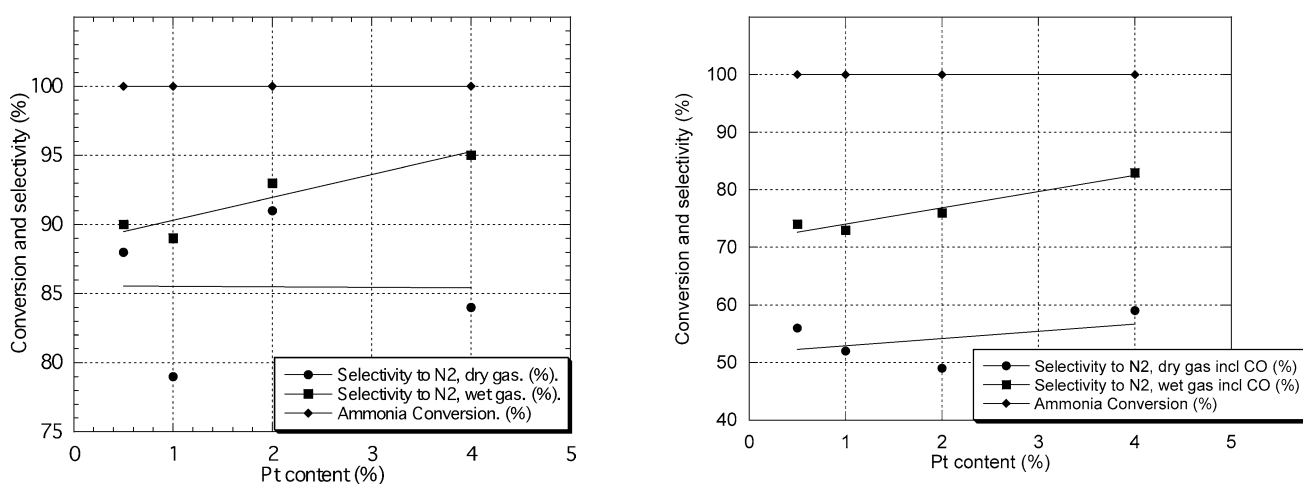 Conversion and selectivity (%)
100
95
90
85
80
75
0 1 2 3 4 5
Pt content (%)
Selectivity to N2, dry gas. (%).
Selectivity to N2, wet gas. (%).
Ammonia Conversion. (%)
Conversion and selectivity (%)
100
90
80
70
60
50
40
0 1 2 3 4 5
Pt content (%)
Selectivity to N2, dry gas incl CO (%)
Selectivity to N2, wet gas incl CO (%)
Ammonia Conversion (%)